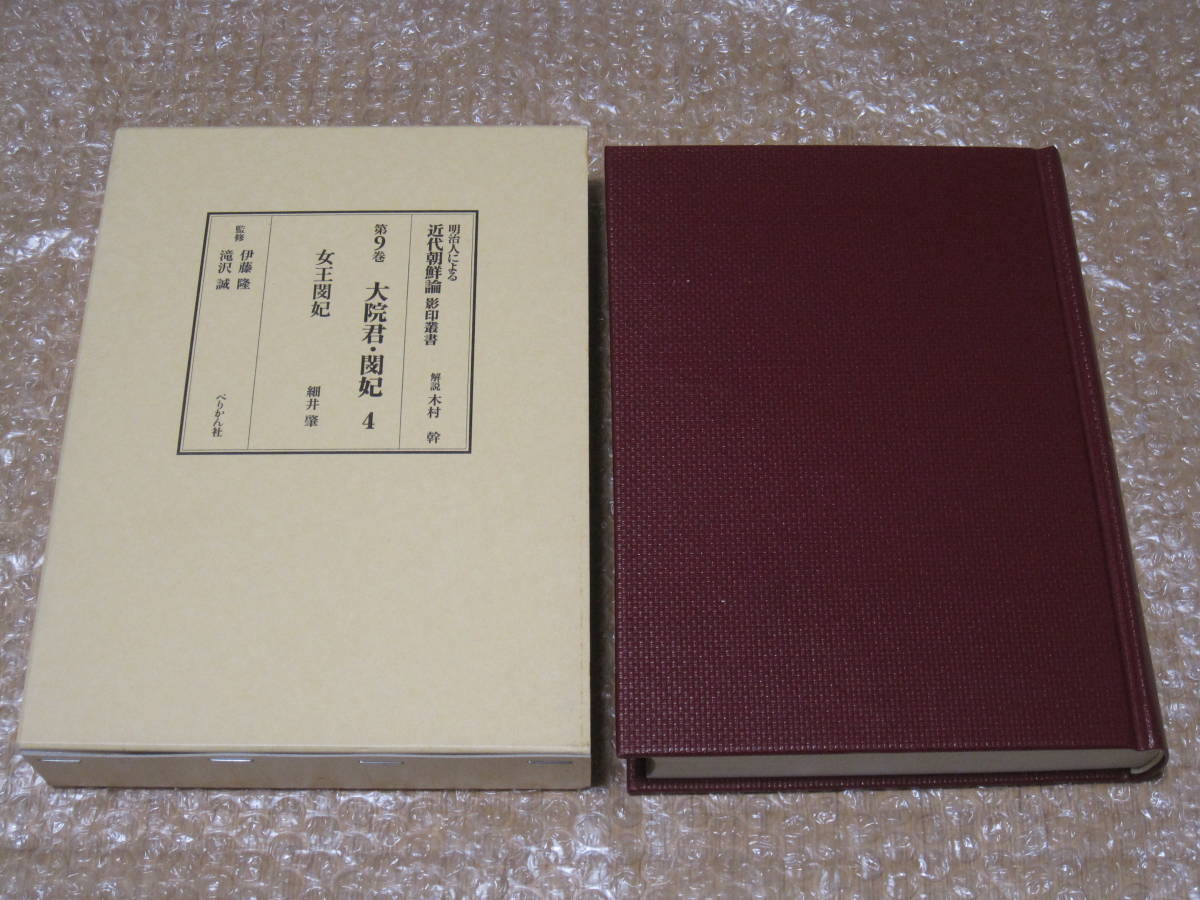 明治人による
近代朝鮮論 影印叢書
解説 木村 幹
第9巻 大院君・閔妃 4
女王閔妃 細井 肇
監修 伊藤 隆
滝沢 誠
ぺりかん社